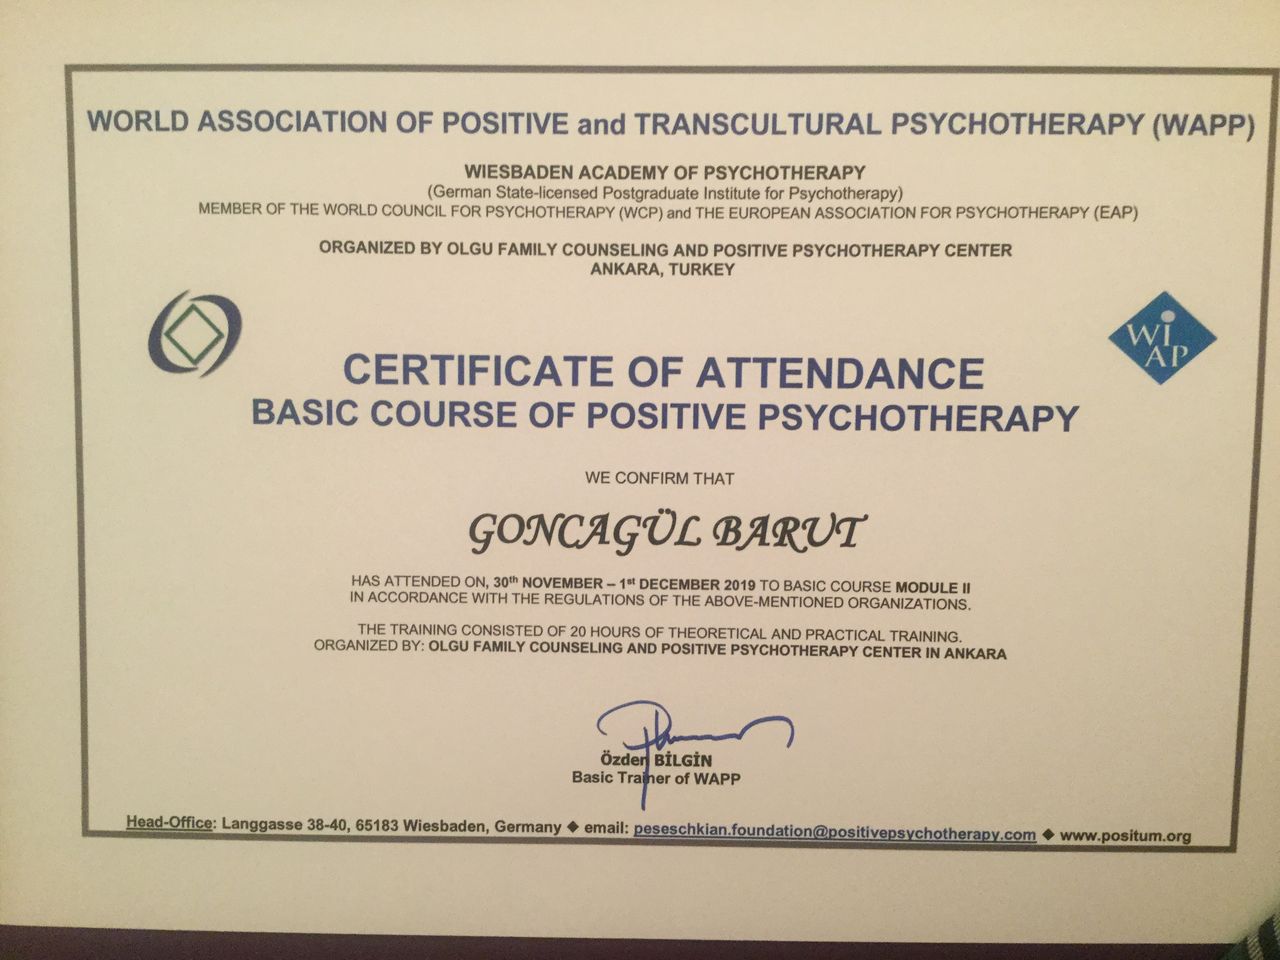 WORLD ASSOCIATION OF POSITIVE and TRANSCULTURAL PSYCHOTHERAPY (WAPP)
WIESBADEN ACADEMY OF PSYCHOTHERAPY
(German State-licensed Postgraduate Institute for Psychotherapy)
MEMBER OF THE WORLD COUNCIL FOR PSYCHOTHERAPY (WCP) and THE EUROPEAN ASSOCIATION FOR PSYCHOTHERAPY (EAP)
ORGANIZED BY OLGU FAMILY COUNSELING AND POSITIVE PSYCHOTHERAPY CENTER
ANKARA, TURKEY
Wi
AP
CERTIFICATE OF ATTENDANCE
BASIC COURSE OF POSITIVE PSYCHOTHERAPY
WE CONFIRM THAT
GONCAGÜL BARUT
HAS ATTENDED ON, 30th NOVEMBER – 1st DECEMBER 2019 TO BASIC COURSE MODULE II
IN ACCORDANCE WITH THE REGULATIONS OF THE ABOVE-MENTIONED ORGANIZATIONS.
THE TRAINING CONSISTED OF 20 HOURS OF THEORETICAL AND PRACTICAL TRAINING.
ORGANIZED BY: OLGU FAMILY COUNSELING AND POSITIVE PSYCHOTHERAPY CENTER IN ANKARA
Özden BİLGİN
Basic Trainer of WAPP
Head-Office: Langgasse 38-40, 65183 Wiesbaden, Germany ◆ email: peseschkian.foundation@positivepsychotherapy.com ◆ www.positum.org